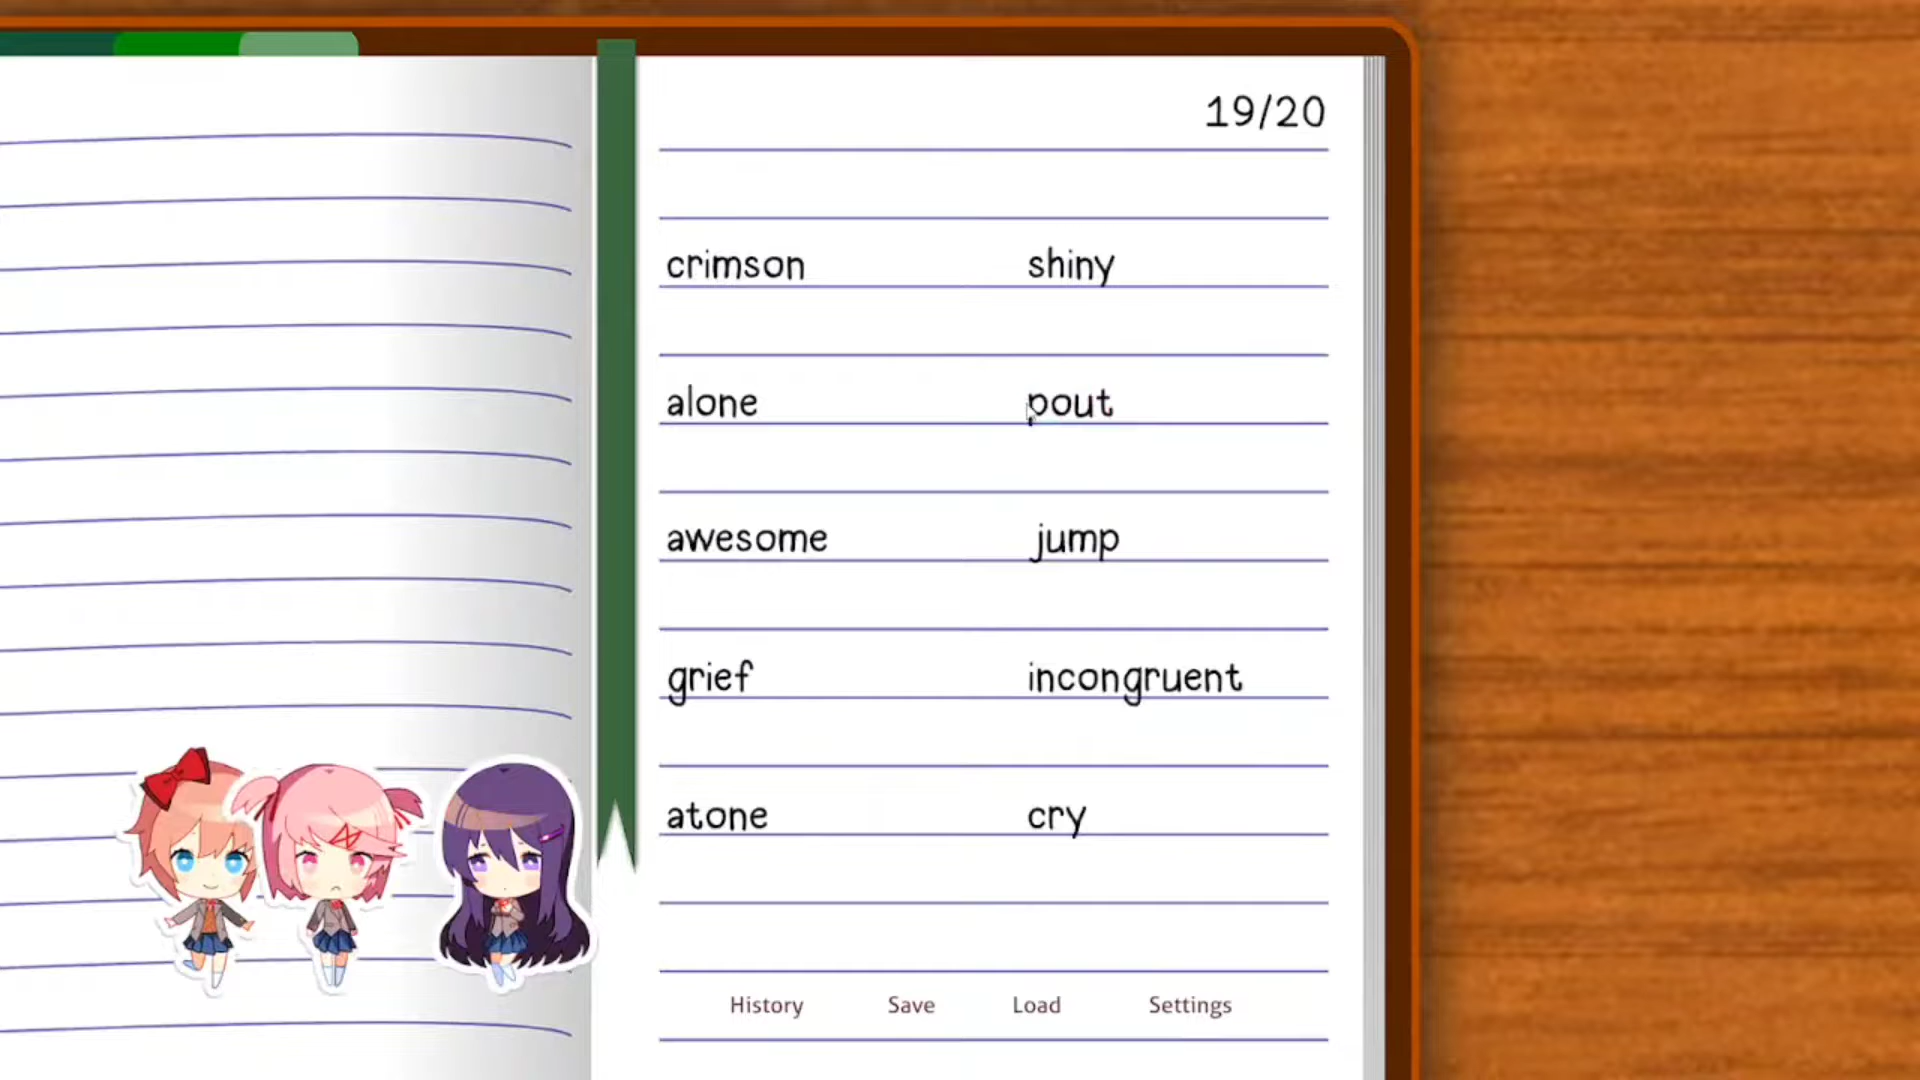 19/20
crimson shiny
alone pout
awesome jump
grief incongruent
atone cry
History Save Load Settings